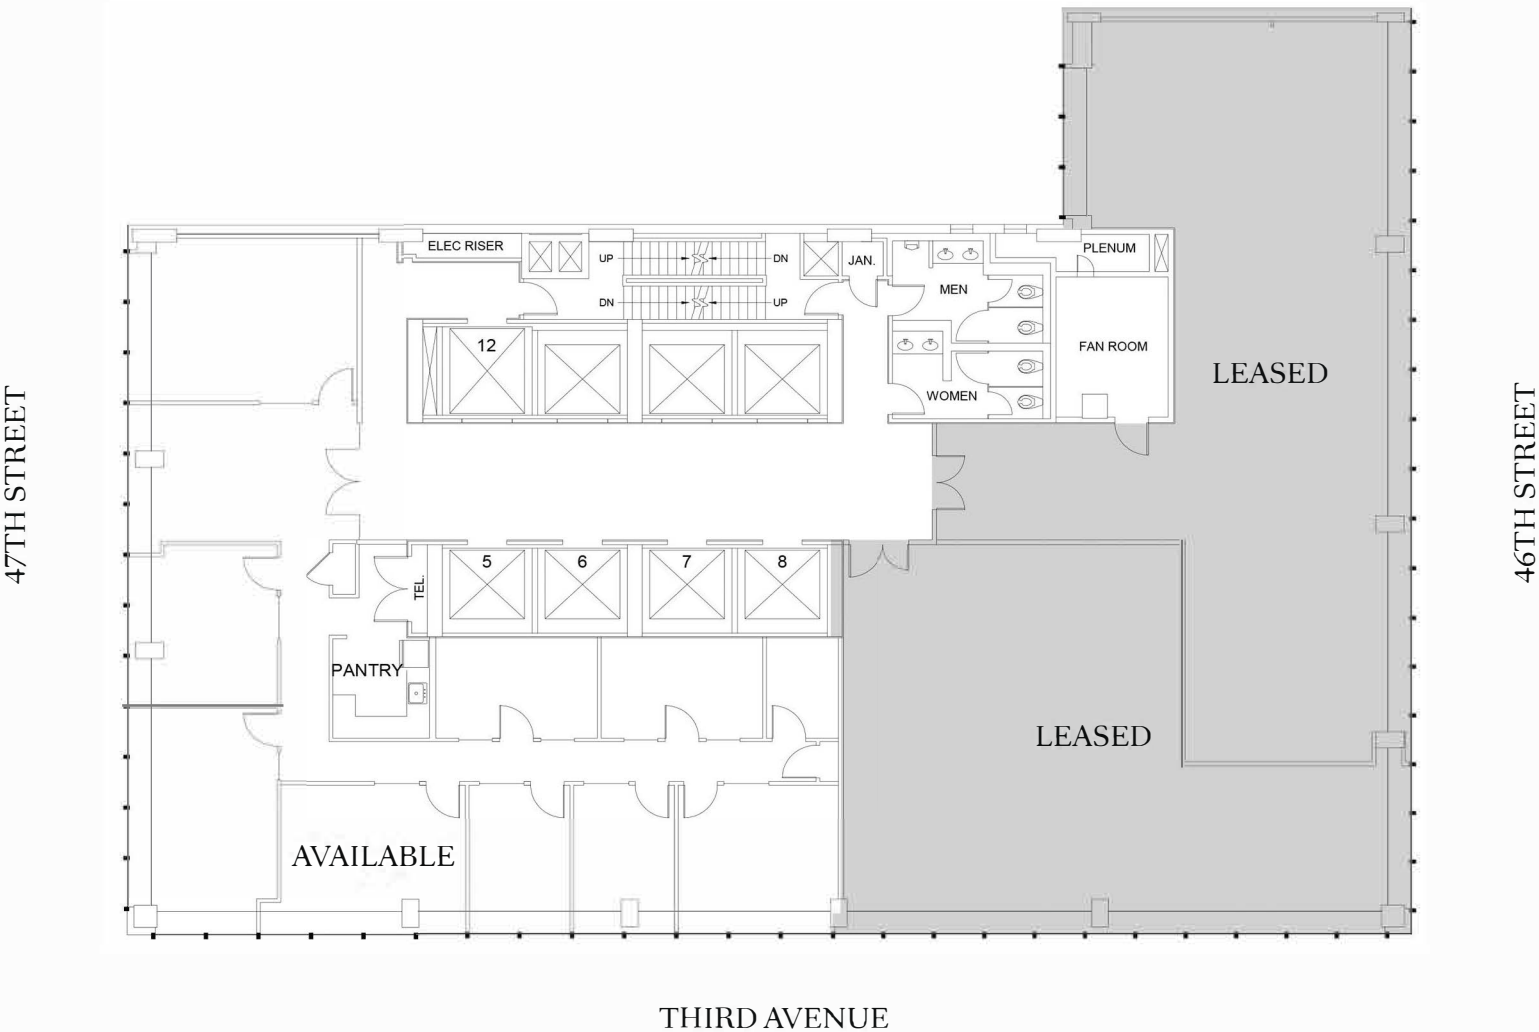 ELEC RISER
UP
DN
DN
UP
JAN.
MEN
PLENUM
12
FAN ROOM
WOMEN
LEASED
47TH STREET
46TH STREET
5
6
7
8
TEL.
PANTRY
LEASED
AVAILABLE
THIRD AVENUE